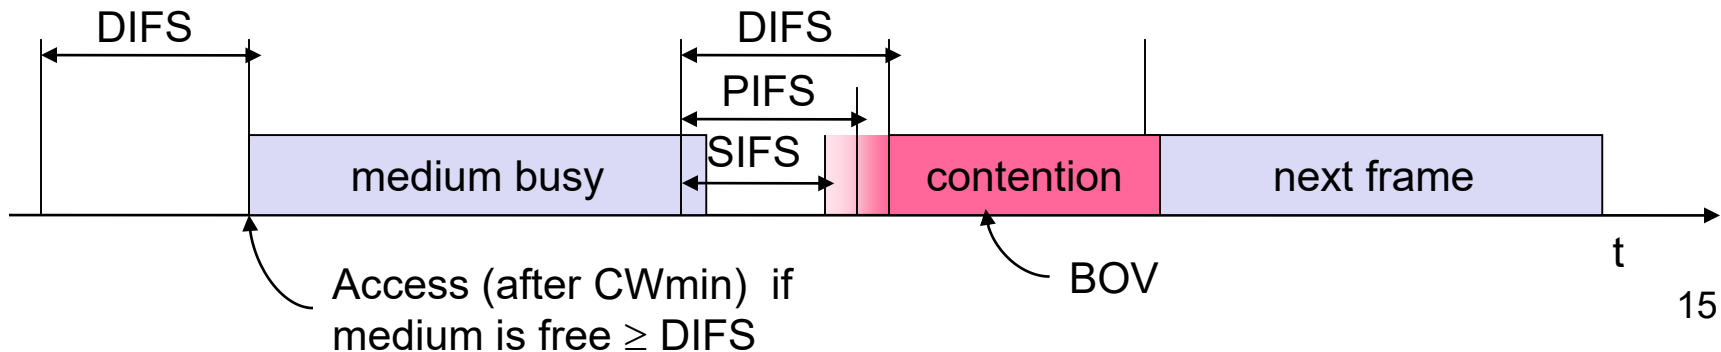 DIFS
DIFS
PIFS
SIFS
medium busy
contention
next frame
t
BOV
Access (after CWmin) if
medium is free ≥ DIFS
15